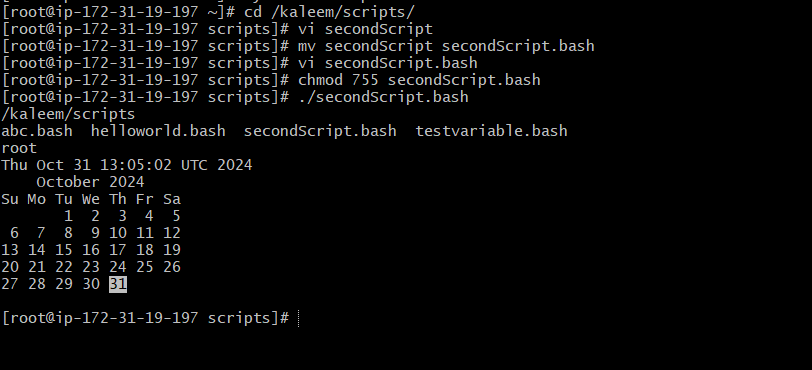 [root@ip-172-31-19-197 ~]# cd /kaleem/scripts/
[root@ip-172-31-19-197 scripts]# vi secondScript
[root@ip-172-31-19-197 scripts]# mv secondScript secondScript.bash
[root@ip-172-31-19-197 scripts]# vi secondScript.bash
[root@ip-172-31-19-197 scripts]# chmod 755 secondScript.bash
[root@ip-172-31-19-197 scripts]# ./secondScript.bash
/kaleem/scripts
abc.bash  helloworld.bash  secondScript.bash  testvariable.bash
root
Thu Oct 31 13:05:02 UTC 2024
    October 2024
Su Mo Tu We Th Fr Sa
       1  2  3  4  5
 6  7  8  9 10 11 12
13 14 15 16 17 18 19
20 21 22 23 24 25 26
27 28 29 30 31
[root@ip-172-31-19-197 scripts]#